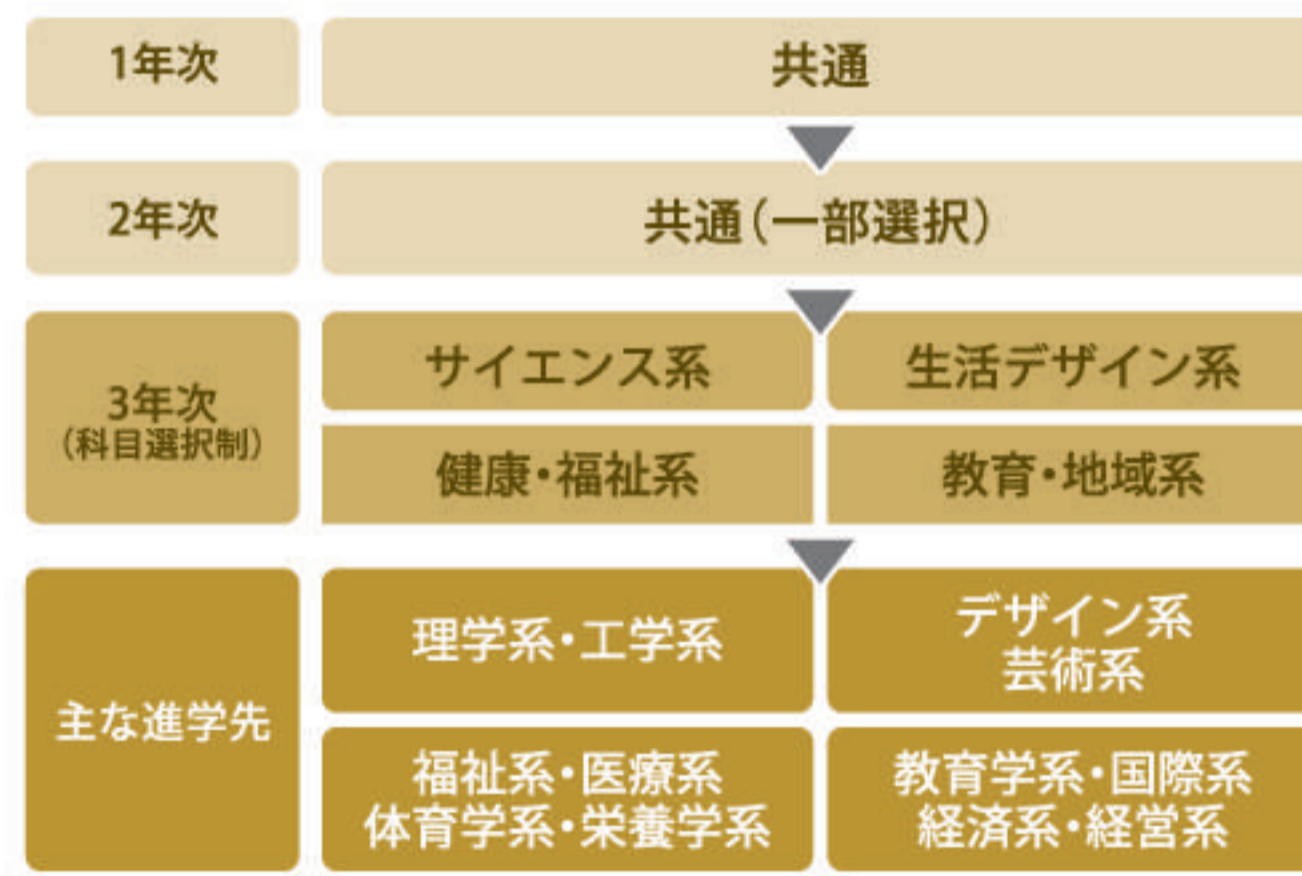 1年次
共通
2年次
共通(一部選択)
3年次
(科目選択制)
サイエンス系
生活デザイン系
健康・福祉系
教育・地域系
主な進学先
理学系・工学系
デザイン系
芸術系
福祉系・医療系
体育学系・栄養学系
教育学系・国際系
経済系・経営系